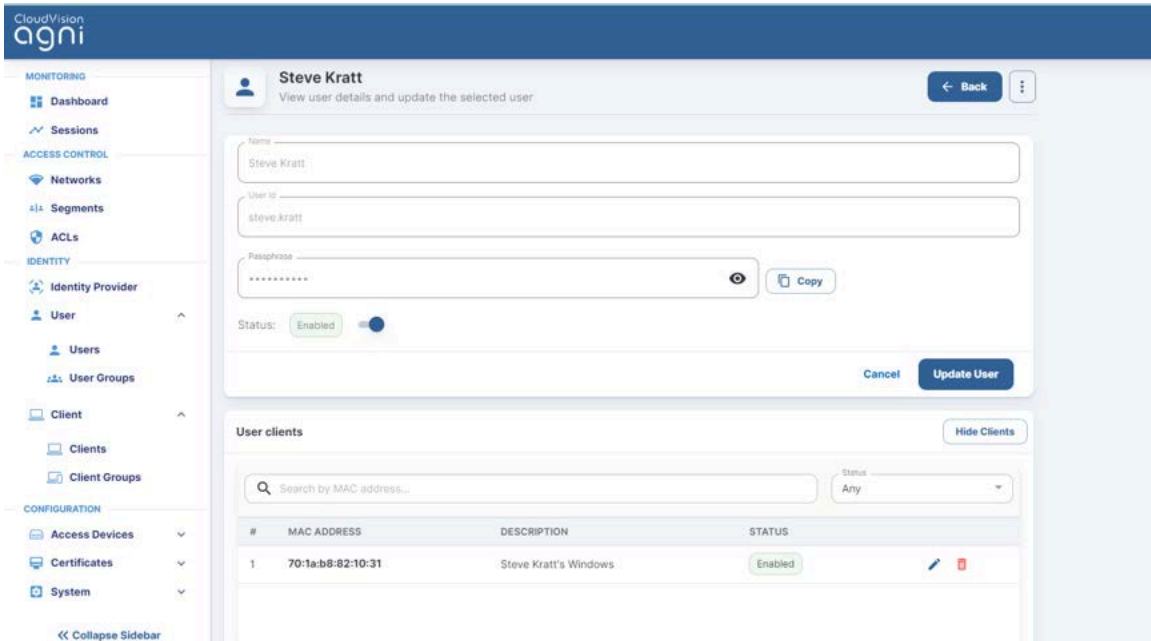 CloudVision
agni
MONITORING
Dashboard
Sessions
ACCESS CONTROL
Networks
Segments
ACLs
IDENTITY
Identity Provider
User
Users
User Groups
Client
Clients
Client Groups
CONFIGURATION
Access Devices
Certificates
System
Collapse Sidebar
Steve Kratt
View user details and update the selected user
Back
Name
Steve Kratt
User Id
steve.kratt
Passphrase
**********
Copy
Status: Enabled
Cancel Update User
User clients
Hide Clients
Search by MAC address...
Status
Any
# MAC ADDRESS DESCRIPTION STATUS
1 70:1a:b8:82:10:31 Steve Kratt's Windows Enabled